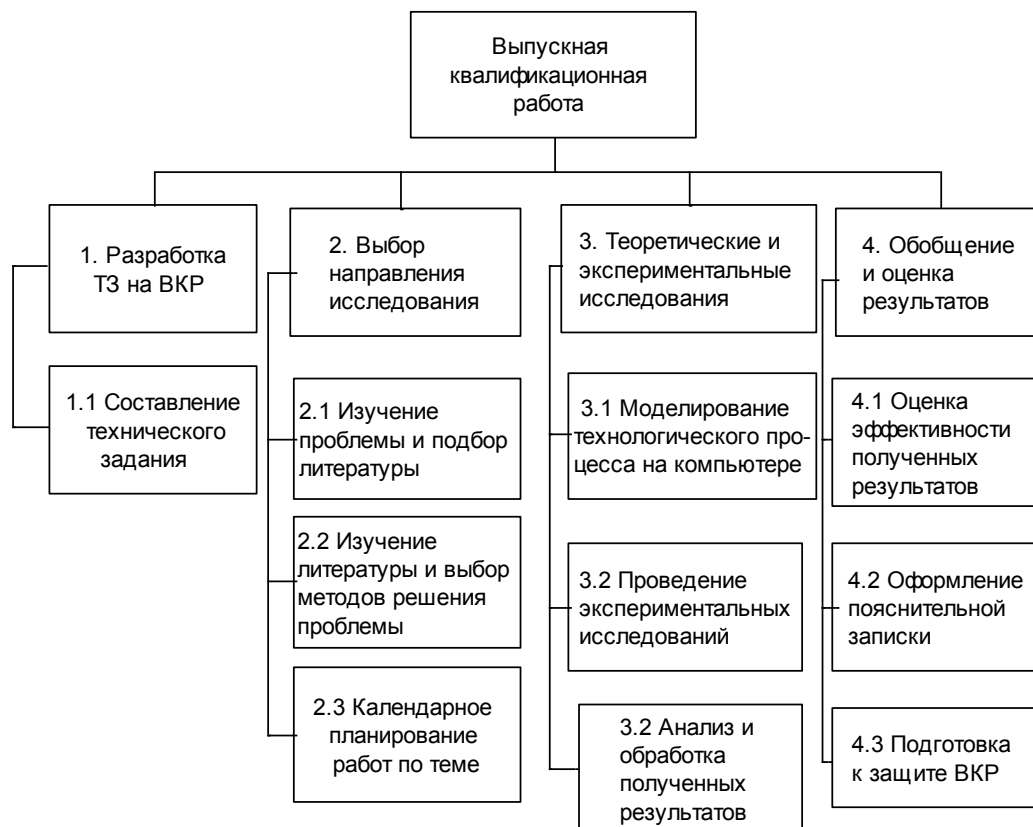 Выпускная
квалификационная
работа
1. Разработка
ТЗ на ВКР
2. Выбор
направления
исследования
3. Теоретические и
экспериментальные
исследования
4. Обобщение
и оценка
результатов
1.1 Составление
технического
задания
2.1 Изучение
проблемы и подбор
литературы
3.1 Моделирование
технологического про-
цесса на компьютере
4.1 Оценка
эффективности
полученных
результатов
2.2 Изучение
литературы и выбор
методов решения
проблемы
3.2 Проведение
экспериментальных
исследований
4.2 Оформление
пояснительной
записки
2.3 Календарное
планирование
работ по теме
3.2 Анализ и
обработка
полученных
результатов
4.3 Подготовка
к защите ВКР